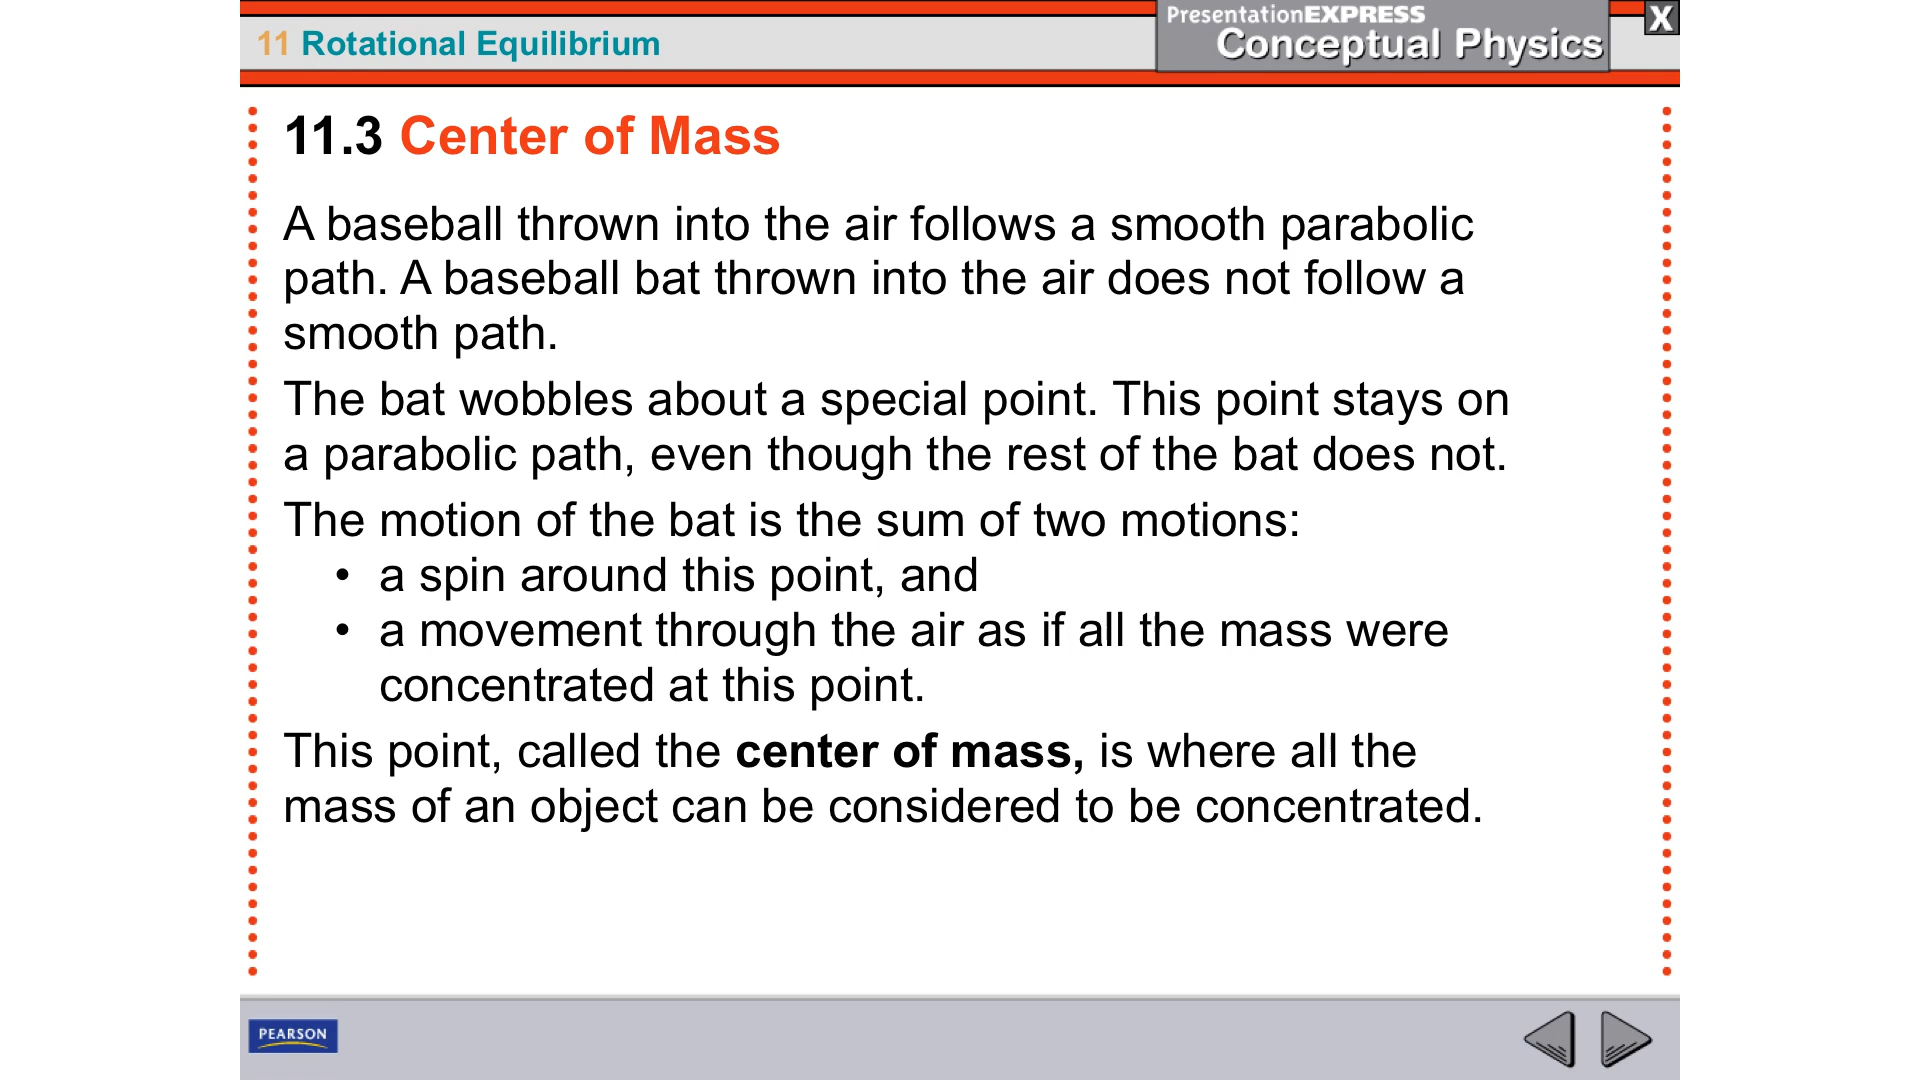 11 Rotational Equilibrium
PresentationEXPRESS
Conceptual Physics
X
11.3 Center of Mass
A baseball thrown into the air follows a smooth parabolic
path. A baseball bat thrown into the air does not follow a
smooth path.
The bat wobbles about a special point. This point stays on
a parabolic path, even though the rest of the bat does not.
The motion of the bat is the sum of two motions:
• a spin around this point, and
• a movement through the air as if all the mass were
concentrated at this point.
This point, called the center of mass, is where all the
mass of an object can be considered to be concentrated.
PEARSON